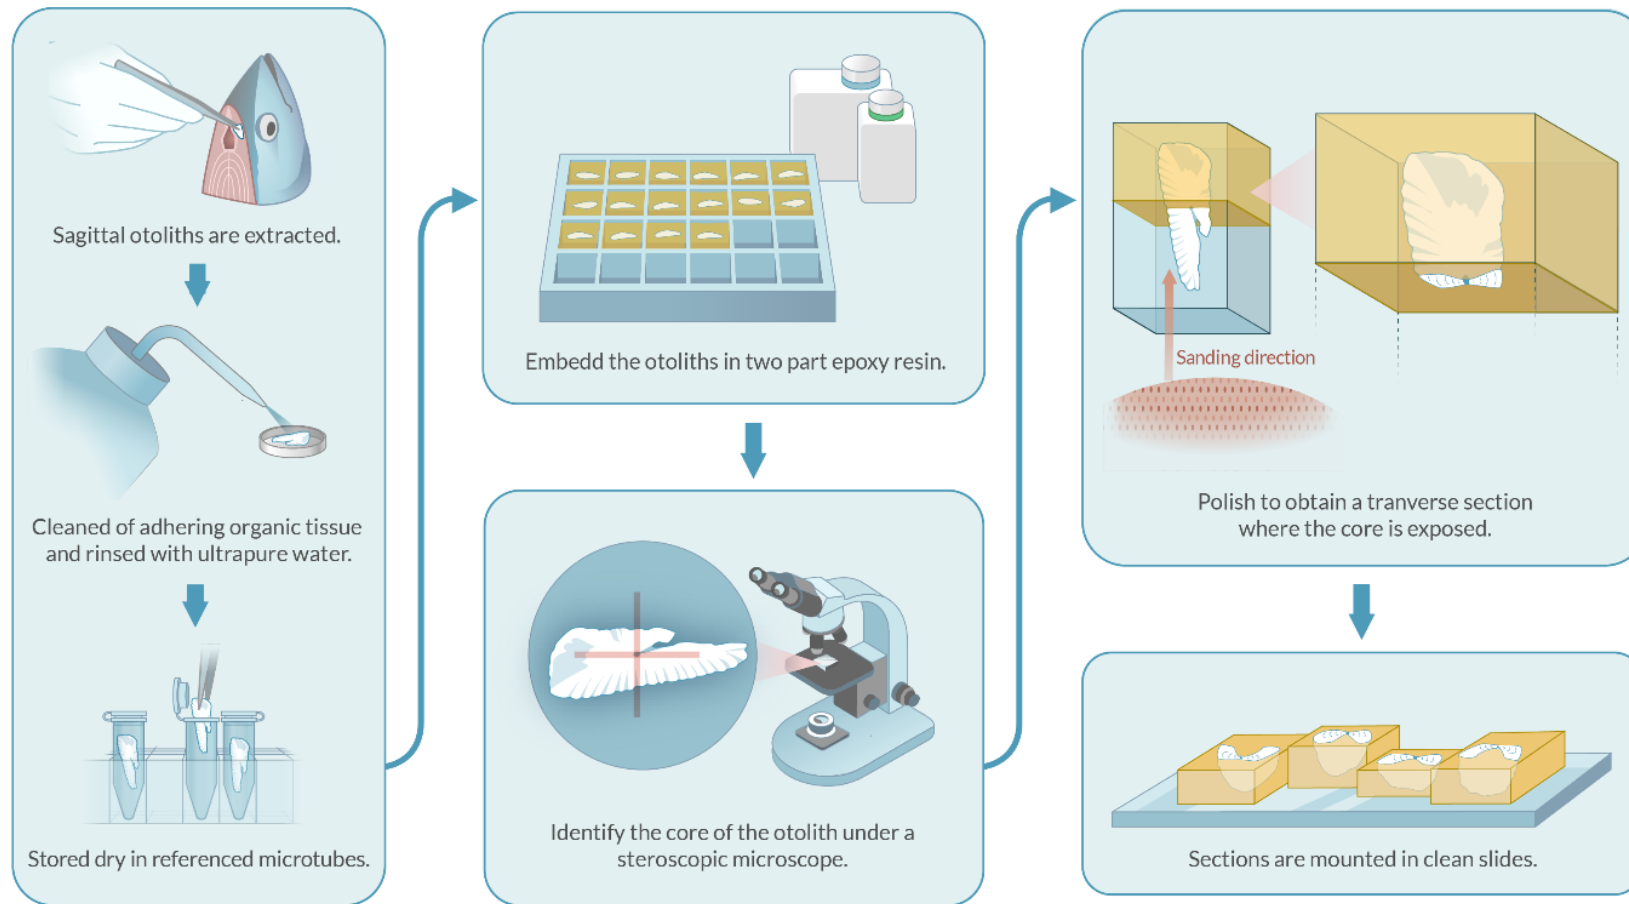 Sagittal otoliths are extracted.
Cleaned of adhering organic tissue
and rinsed with ultrapure water.
Stored dry in referenced microtubes.
Embedd the otoliths in two part epoxy resin.
Identify the core of the otolith under a
steroscopic microscope.
Sanding direction
Polish to obtain a tranverse section
where the core is exposed.
Sections are mounted in clean slides.